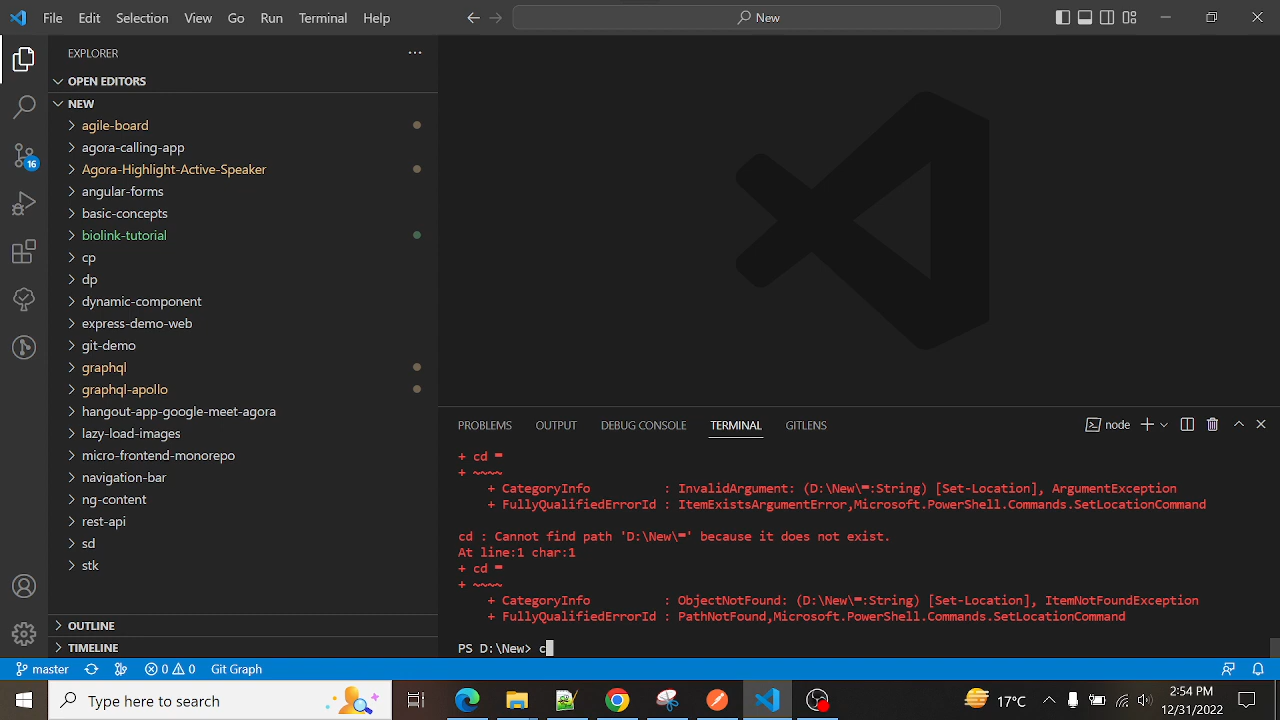 File Edit Selection View Go Run Terminal Help
New
EXPLORER
OPEN EDITORS
NEW
agile-board
agora-calling-app
Agora-Highlight-Active-Speaker
angular-forms
basic-concepts
biolink-tutorial
cp
dp
dynamic-component
express-demo-web
git-demo
graphql
graphql-apollo
hangout-app-google-meet-agora
lazy-load-images
micro-frontend-monorepo
navigation-bar
ng-content
rest-api
sd
stk
OUTLINE
TIMELINE
16
PROBLEMS OUTPUT DEBUG CONSOLE TERMINAL GITLENS
node
+ cd
+ ~~~~
+ CategoryInfo : InvalidArgument: (D:\New\:String) [Set-Location], ArgumentException
+ FullyQualifiedErrorId : ItemExistsArgumentError,Microsoft.PowerShell.Commands.SetLocationCommand
cd : Cannot find path 'D:\New\' because it does not exist.
At line:1 char:1
+ cd
+ ~~~~
+ CategoryInfo : ObjectNotFound: (D:\New\:String) [Set-Location], ItemNotFoundException
+ FullyQualifiedErrorId : PathNotFound,Microsoft.PowerShell.Commands.SetLocationCommand
PS D:\New> c
master 0 0 Git Graph
Type here to search
17°C
2:54 PM
12/31/2022